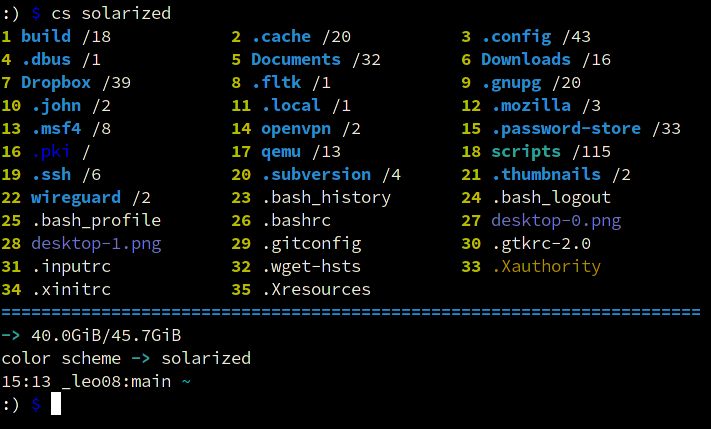 :) $ cs solarized
1 build /18 2 .cache /20 3 .config /43
4 .dbus /1 5 Documents /32 6 Downloads /16
7 Dropbox /39 8 .fltk /1 9 .gnupg /20
10 .john /2 11 .local /1 12 .mozilla /3
13 .msf4 /8 14 openvpn /2 15 .password-store /33
16 .pki / 17 qemu /13 18 scripts /115
19 .ssh /6 20 .subversion /4 21 .thumbnails /2
22 wireguard /2 23 .bash_history 24 .bash_logout
25 .bash_profile 26 .bashrc 27 desktop-0.png
28 desktop-1.png 29 .gitconfig 30 .gtkrc-2.0
31 .inputrc 32 .wget-hsts 33 .Xauthority
34 .xinitrc 35 .Xresources
======================================================================
-> 40.0GiB/45.7GiB
color scheme -> solarized
15:13 _leo08:main ~
:) $